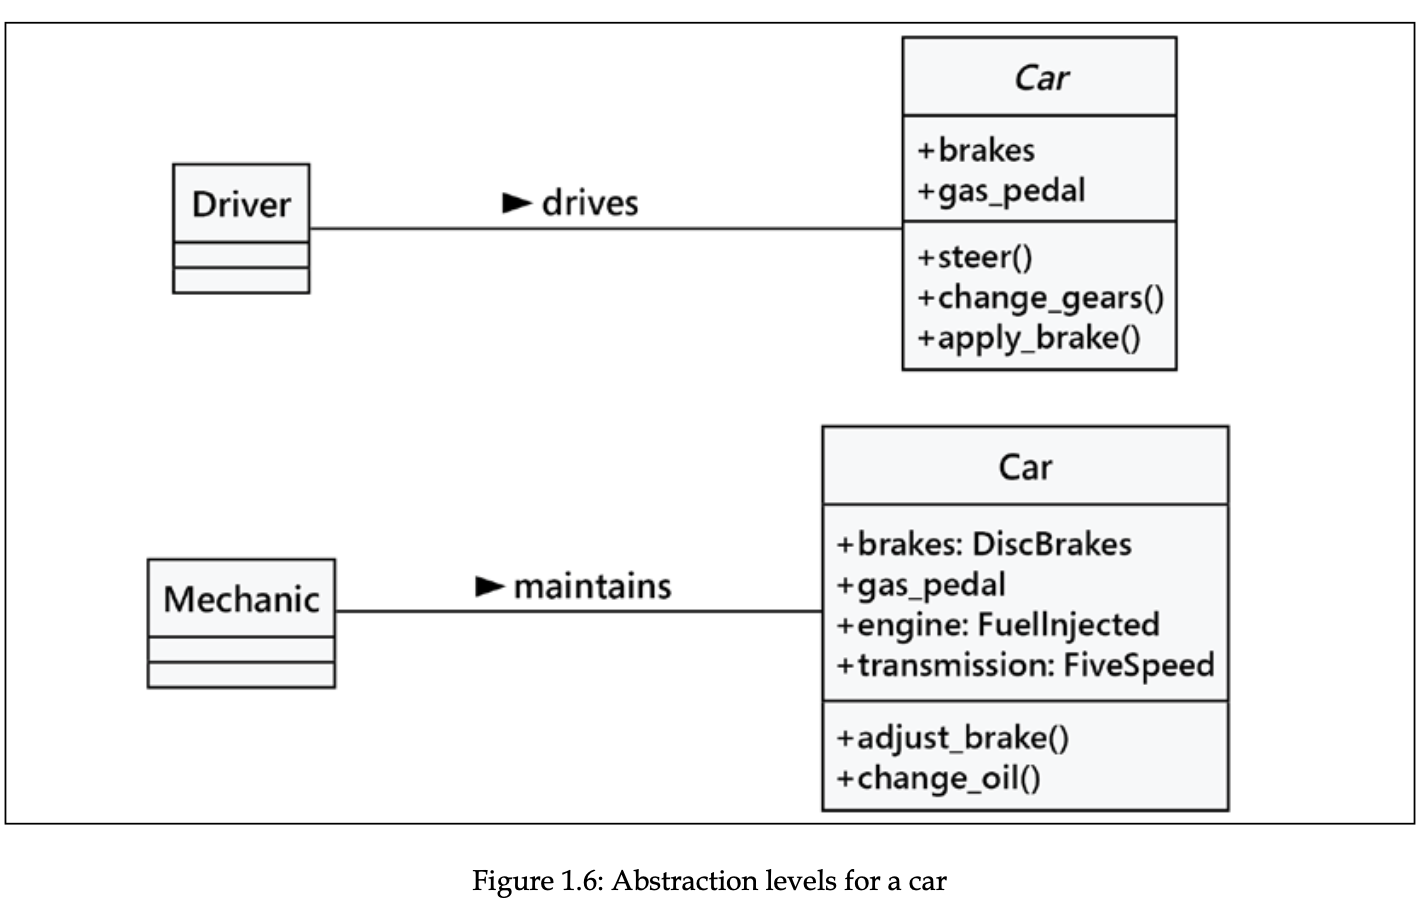 Driver
► drives
Car
+brakes
+gas_pedal
+steer()
+change_gears()
+apply_brake()
Mechanic
► maintains
Car
+brakes: DiscBrakes
+gas_pedal
+engine: FuelInjected
+transmission: FiveSpeed
+adjust_brake()
+change_oil()
Figure 1.6: Abstraction levels for a car